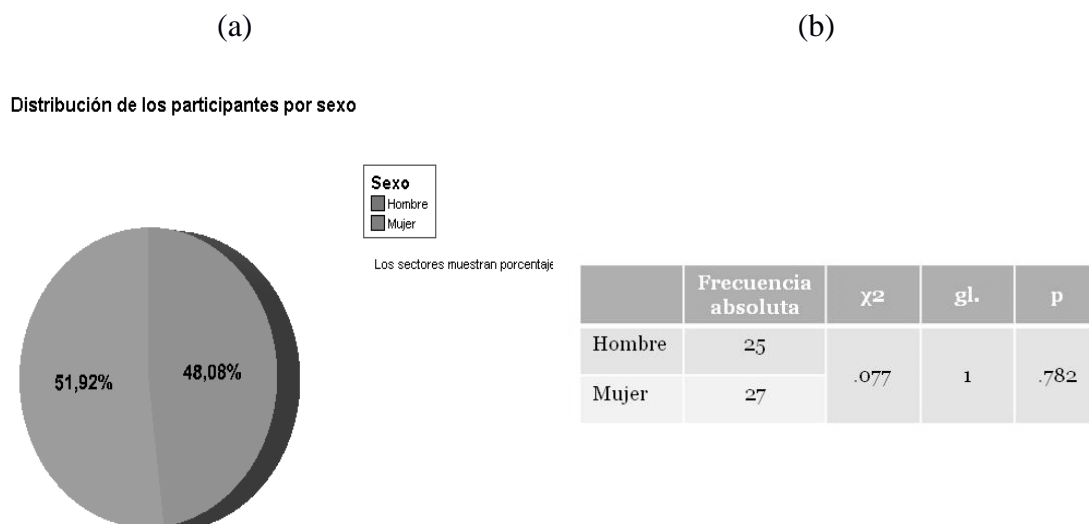 (a)
(b)
Distribución de los participantes por sexo
Sexo
Hombre
Mujer
Los sectores muestran porcentaje
51,92%
48,08%
Frecuencia
absoluta
χ2
gl.
p
Hombre
25
Mujer
27
.077
1
.782